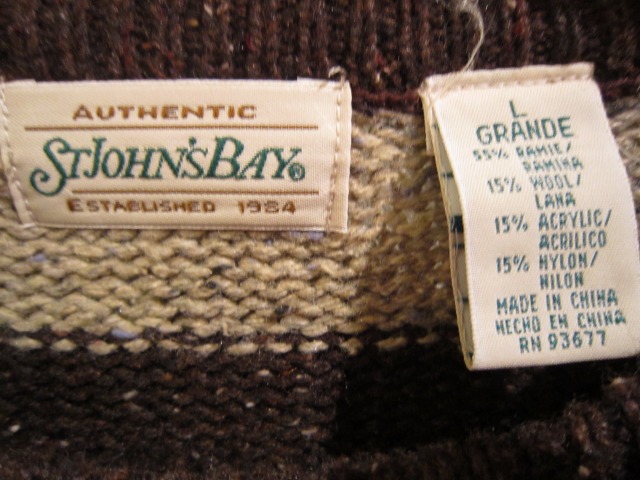 AUTHENTIC
ST JOHN'S BAY®
ESTABLISHED 1984
L
GRANDE
55% RAMIE/
RAMINA
15% WOOL/
LANA
15% ACRYLIC/
ACRILICO
15% NYLON/
NILON
MADE IN CHINA
HECHO EN CHINA
RN 93677